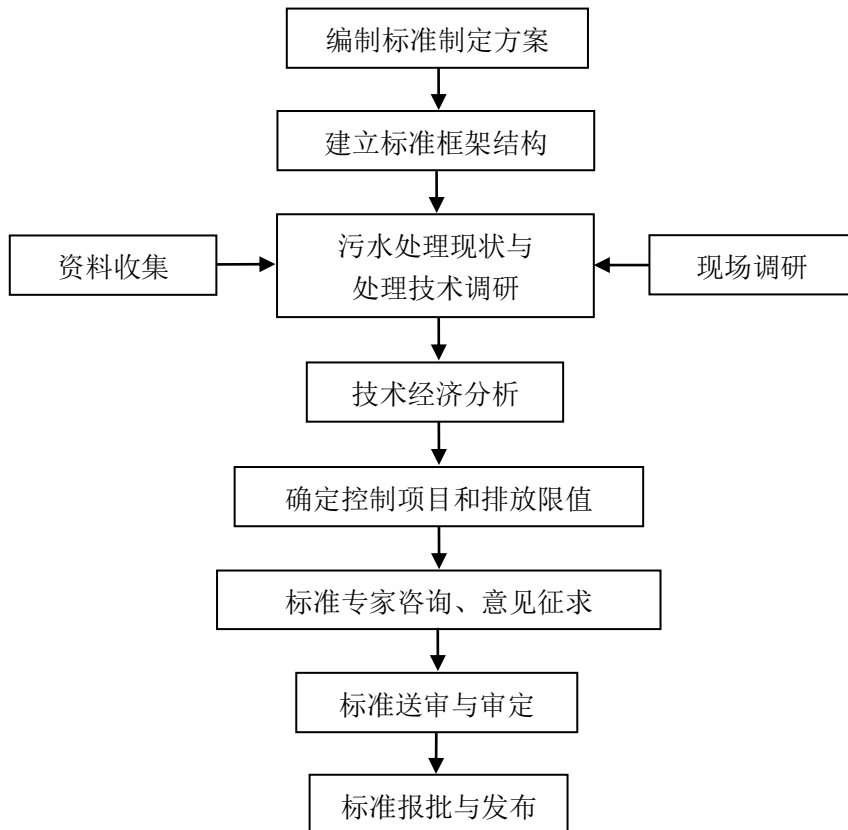 编制标准制定方案
建立标准框架结构
资料收集
污水处理现状与
处理技术调研
现场调研
技术经济分析
确定控制项目和排放限值
标准专家咨询、意见征求
标准送审与审定
标准报批与发布